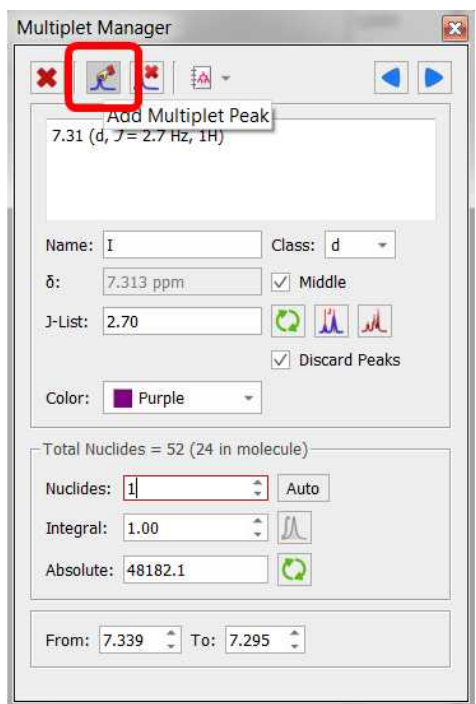 Multiplet Manager
Add Multiplet Peak
7.31 (d, J = 2.7 Hz, 1H)
Name: I Class: d
δ: 7.313 ppm Middle
J-List: 2.70
Discard Peaks
Color: Purple
Total Nuclides = 52 (24 in molecule)
Nuclides: 1 Auto
Integral: 1.00
Absolute: 48182.1
From: 7.339 To: 7.295